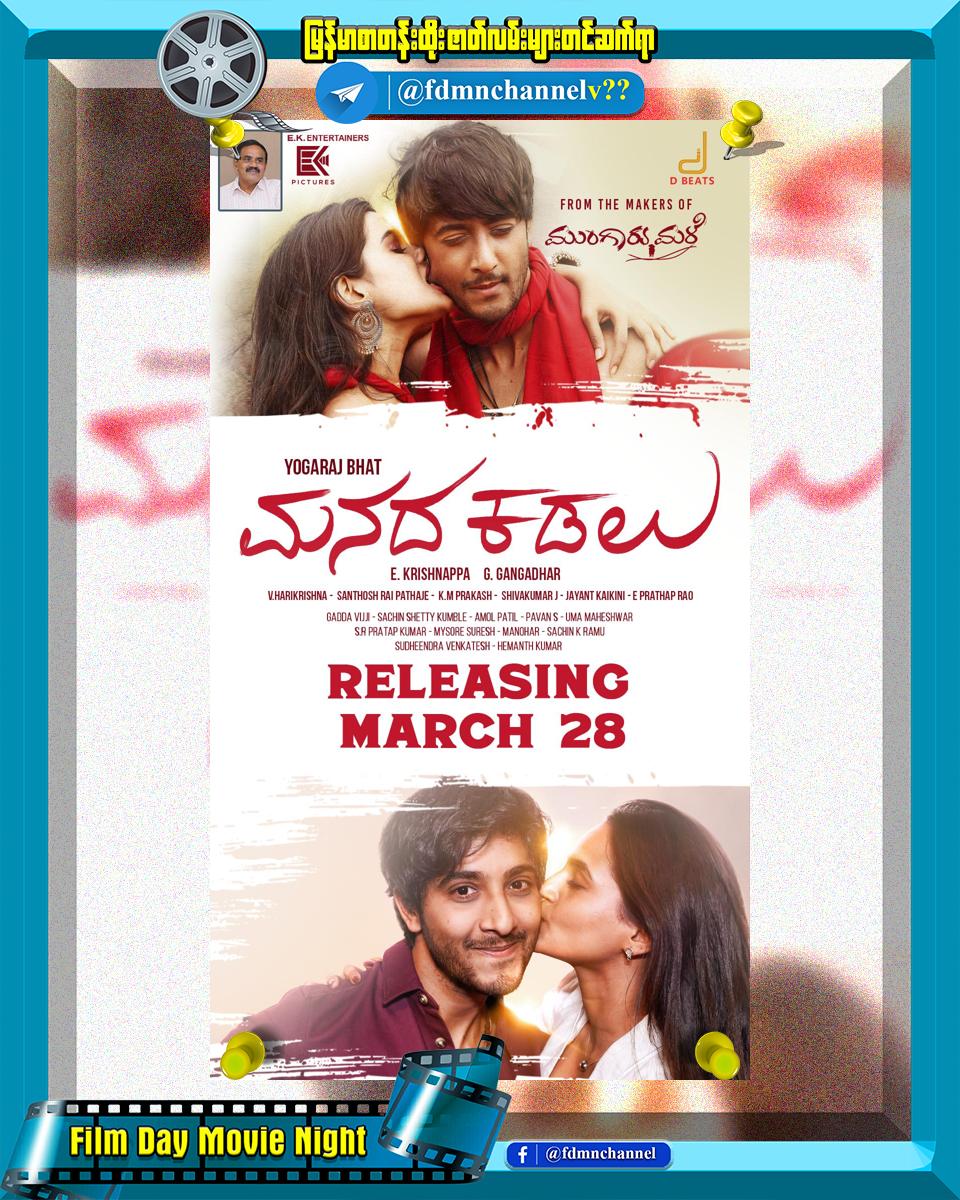 မြန်မာစာတန်းထိုး ဇာတ်လမ်းများတင်ဆက်ရာ
@fdmnchannelv??
E.K. ENTERTAINERS
EK
PICTURES
D BEATS
FROM THE MAKERS OF
ಮುಂಗಾರು ಮಳೆ
YOGARAJ BHAT
ಮನದ ಕಡಲು
E. KRISHNAPPA G. GANGADHAR
V.HARIKRISHNA - SANTHOSH RAI PATHAJE - K.M PRAKASH - SHIVAKUMAR J - JAYANT KAIKINI - E PRATHAP RAO
GADDA VIJJI - SACHIN SHETTY KUMBLE - AMOL PATIL - PAVAN S - UMA MAHESHWAR
S.R PRATAP KUMAR - MYSORE SURESH - MANOHAR - SACHIN K RAMU
SUDHEENDRA VENKATESH - HEMANTH KUMAR
RELEASING
MARCH 28
Film Day Movie Night
f | @fdmnchannel